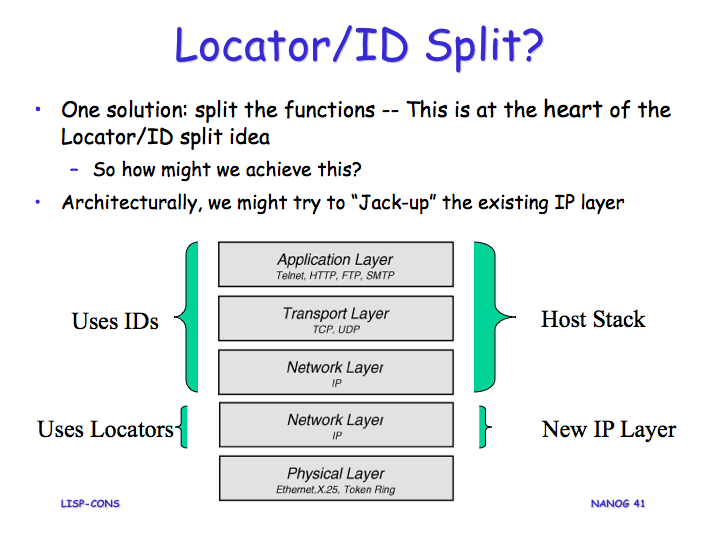 Locator/ID Split?
• One solution: split the functions -- This is at the heart of the
Locator/ID split idea
– So how might we achieve this?
• Architecturally, we might try to “Jack-up” the existing IP layer
Application Layer
Telnet, HTTP, FTP, SMTP
Uses IDs
Transport Layer
TCP, UDP
Host Stack
Network Layer
IP
Uses Locators
Network Layer
IP
New IP Layer
Physical Layer
Ethernet,X.25, Token Ring
LISP-CONS
NANOG 41